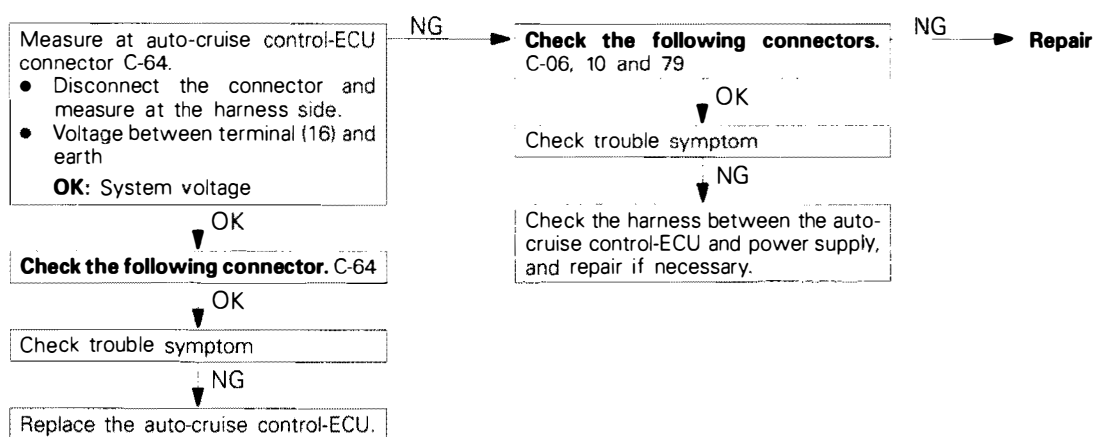 Measure at auto-cruise control-ECU
connector C-64.
● Disconnect the connector and
measure at the harness side.
● Voltage between terminal (16) and
earth
OK: System voltage
OK
Check the following connector. C-64
OK
Check trouble symptom
NG
Replace the auto-cruise control-ECU.
NG
Check the following connectors.
C-06, 10 and 79
OK
Check trouble symptom
NG
Check the harness between the auto-
cruise control-ECU and power supply,
and repair if necessary.
NG
Repair